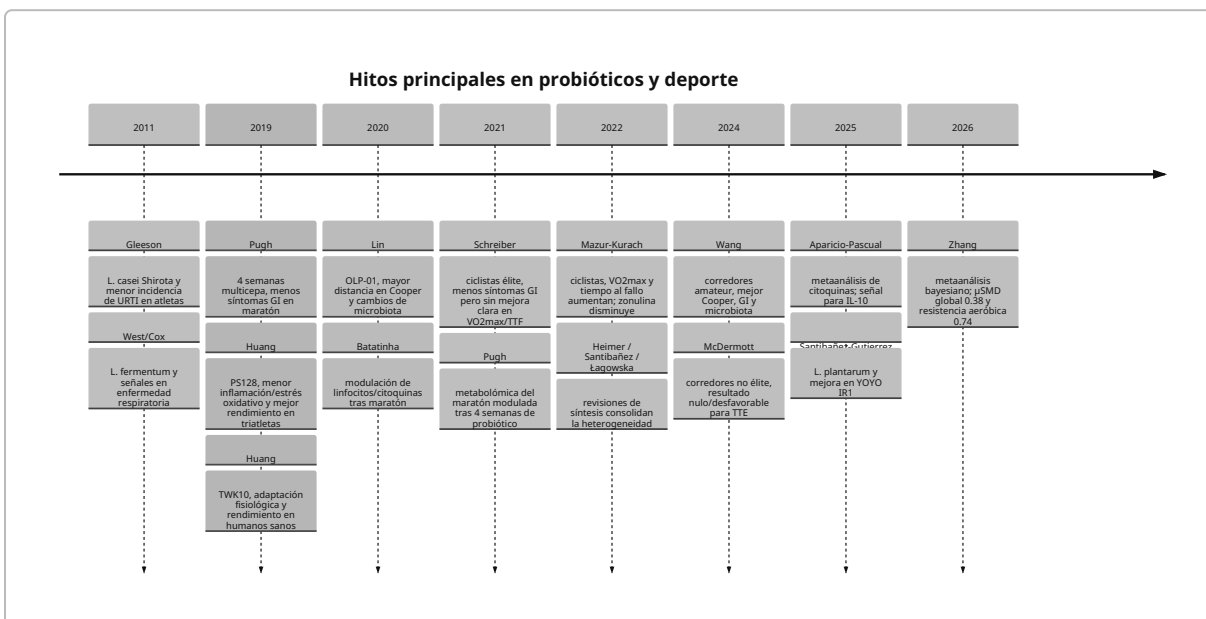 Hitos principales en probióticos y deporte
2011
2019
2020
2021
2022
2024
2025
2026
Gleeson
L. casei Shirota y
menor incidencia
de URTI en atletas
West/Cox
L. fermentum y
señales en
enfermedad
respiratoria
Pugh
4 semanas
multicepa, menos
síntomas GI en
maratón
Huang
PS128, menor
inflamación/estrés
oxidativo y mejor
rendimiento en
triatletas
Huang
TWK10, adaptación
fisiológica y
rendimiento en
humanos sanos
Lin
OLP-01, mayor
distancia en Cooper
y cambios de
microbiota
Batatinha
modulación de
linfocitos/citoquinas
tras maratón
Schreiber
ciclistas élite,
menos síntomas GI
pero sin mejora
clara en
VO2max/TTF
Pugh
metabolómica del
maratón modulada
tras 4 semanas de
probiótico
Mazur-Kurach
ciclistas, VO2max y
tiempo al fallo
aumentan; zonulina
disminuye
Heimer /
Santibañez /
Łagowska
revisiones de
síntesis consolidan
la heterogeneidad
Wang
corredores
amateur, mejor
Cooper, GI y
microbiota
McDermott
corredores no élite,
resultado
nulo/desfavorable
para TTE
Aparicio-Pascual
metaanálisis de
citoquinas; señal
para IL-10
Santibañez-Gutierrez
L. plantarum y
mejora en YOYO
IR1
Zhang
metaanálisis
bayesiano; μSMD
global 0.38 y
resistencia aeróbica
0.74